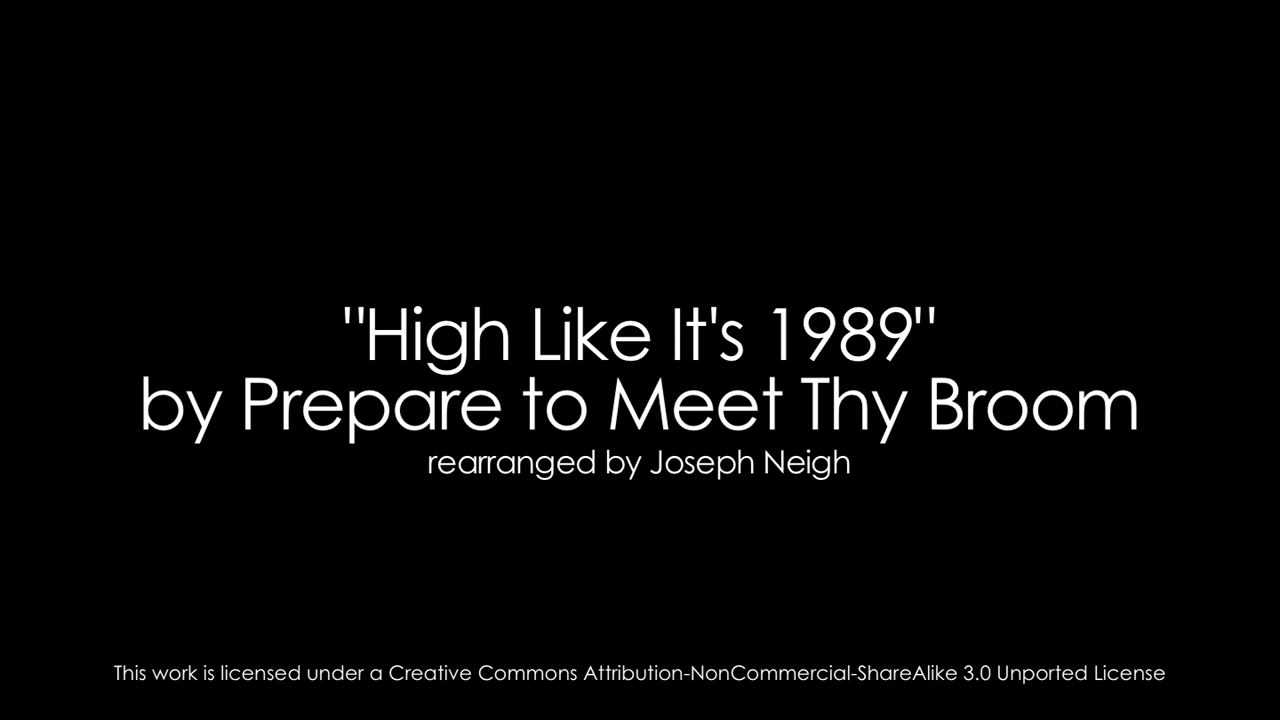 "High Like It's 1989"
by Prepare to Meet Thy Broom
rearranged by Joseph Neigh
This work is licensed under a Creative Commons Attribution-NonCommercial-ShareAlike 3.0 Unported License